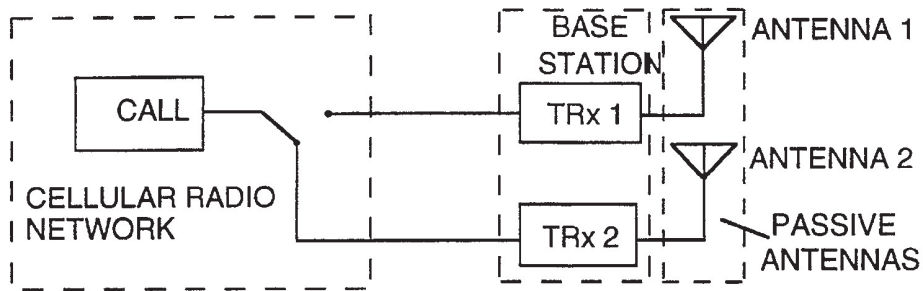 BASE
STATION
ANTENNA 1
CALL
TRx 1
ANTENNA 2
CELLULAR RADIO
NETWORK
TRx 2
PASSIVE
ANTENNAS